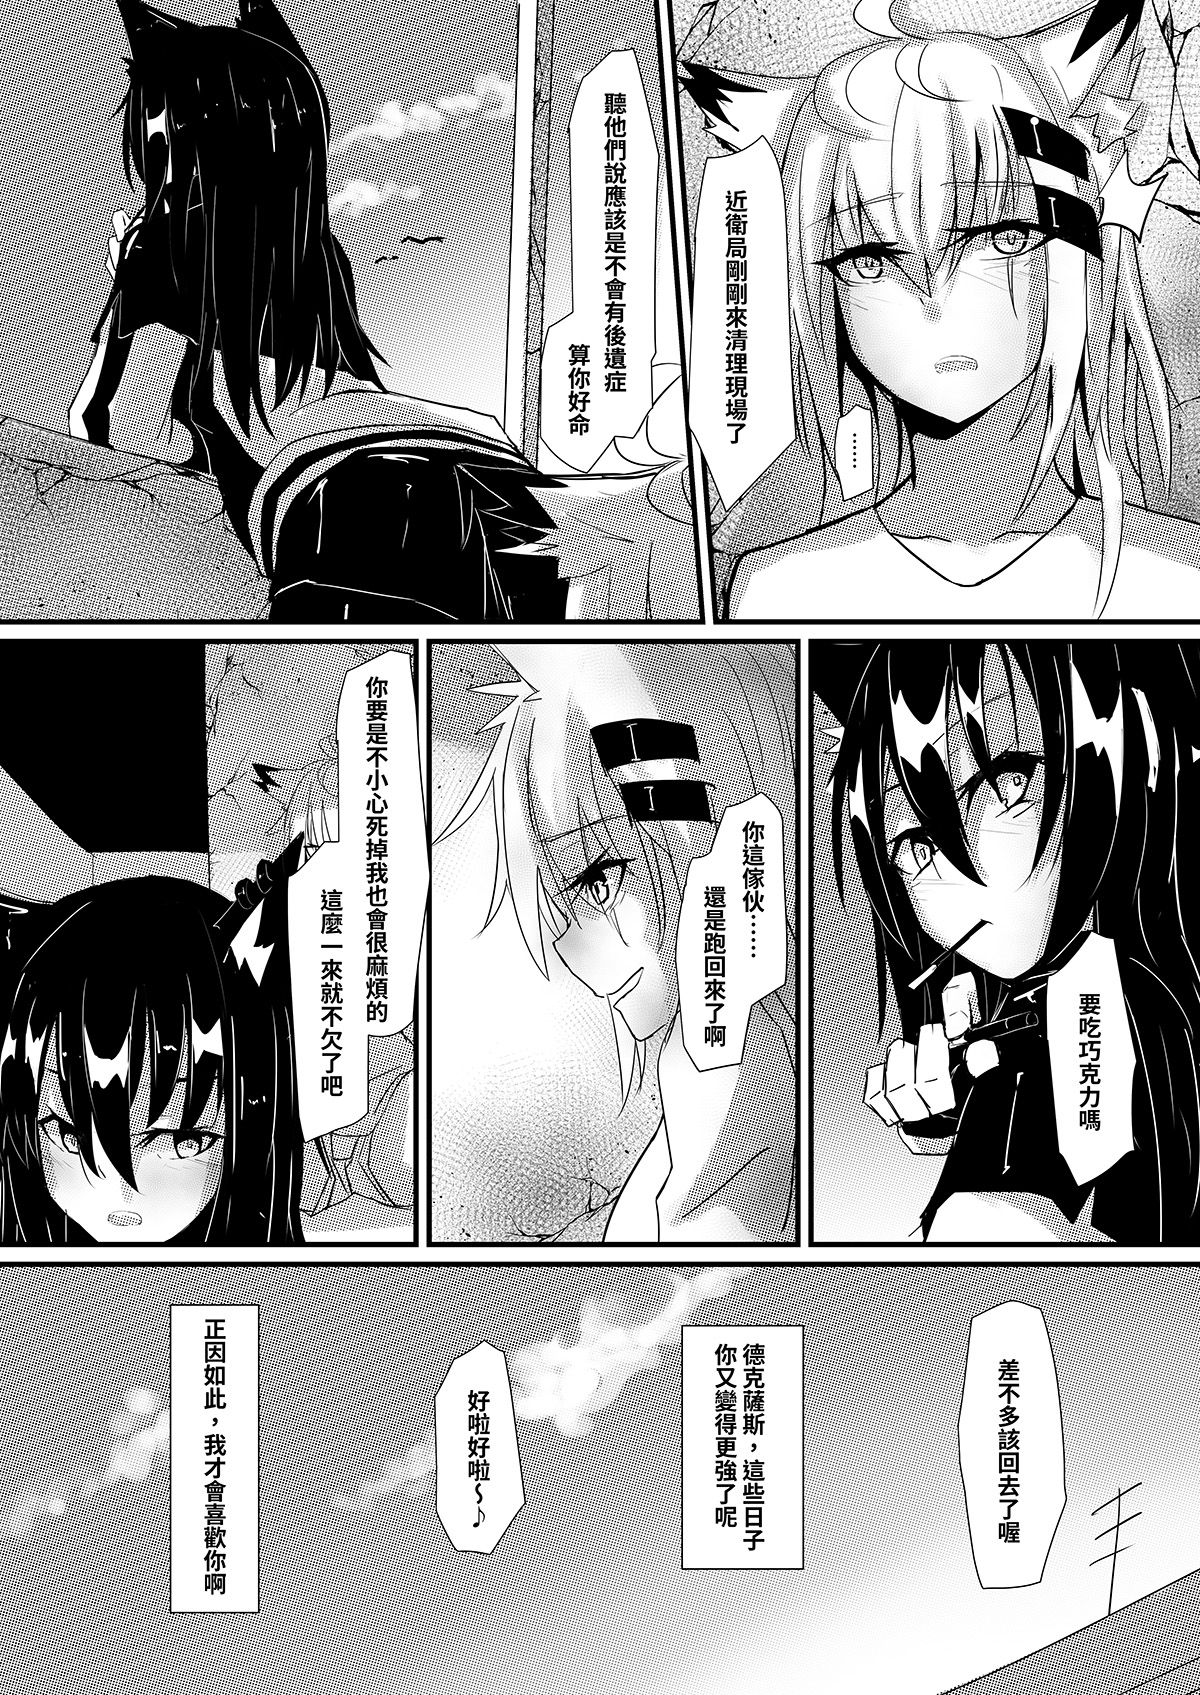 近衛局剛剛來清理現場了
……
聽他們說應該是不會有後遺症
算你好命
要吃巧克力嗎
你這傢伙……
還是跑回來了啊
你要是不小心死掉我也會很麻煩的
這麼一來就不欠了吧
差不多該回去了喔
德克薩斯，這些日子
你又變得更強了呢
好啦好啦～♪
正因如此，我才會喜歡你啊